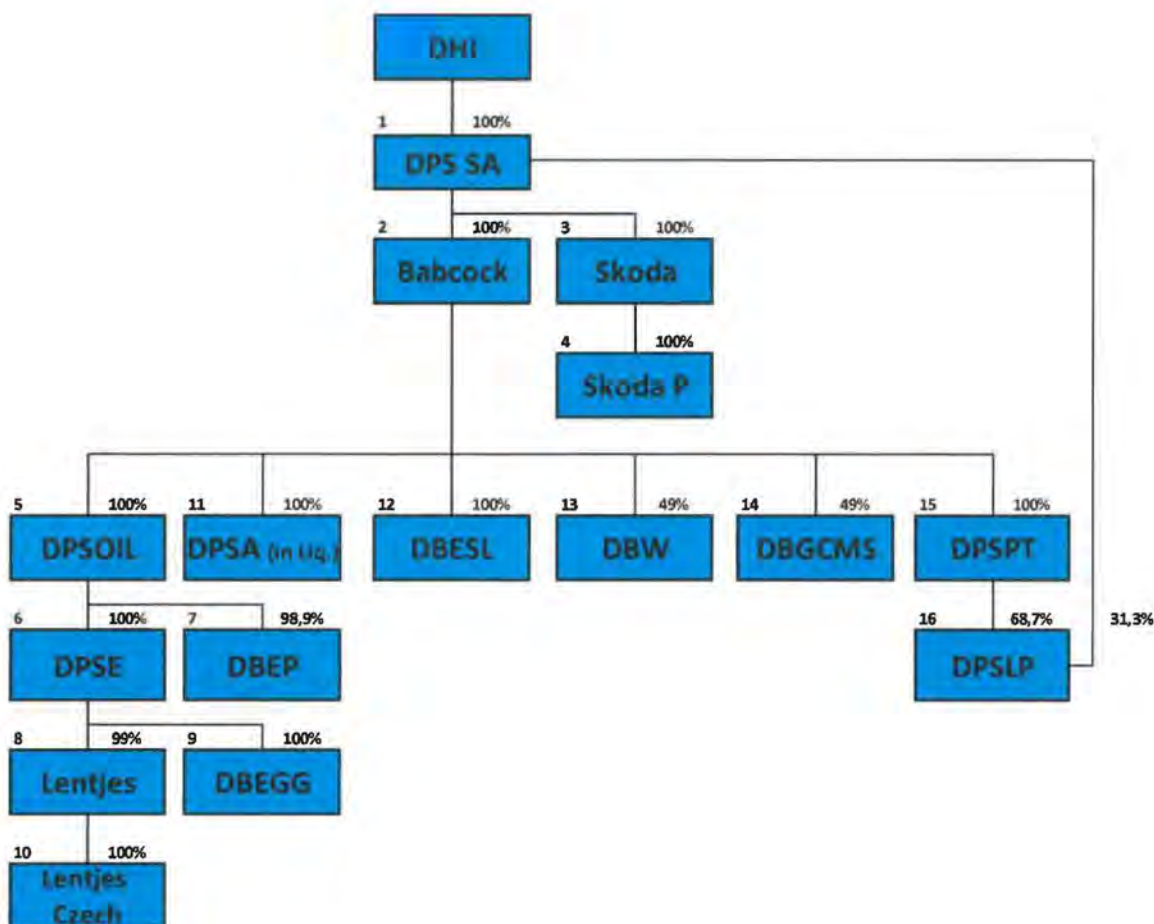 DHI
1 100%
DPS SA
2 100% 3 100%
Babcock Skoda
4 100%
Skoda P
5 100% 11 100% 12 100% 13 49% 14 49% 15 100%
DPSOIL DPSA (in Liq.) DBESL DBW DBGCMS DPSPT
6 100% 7 98,9% 16 68,7% 31,3%
DPSE DBEP DPSLP
8 99% 9 100%
Lentjes DBEGG
10 100%
Lentjes
Czech